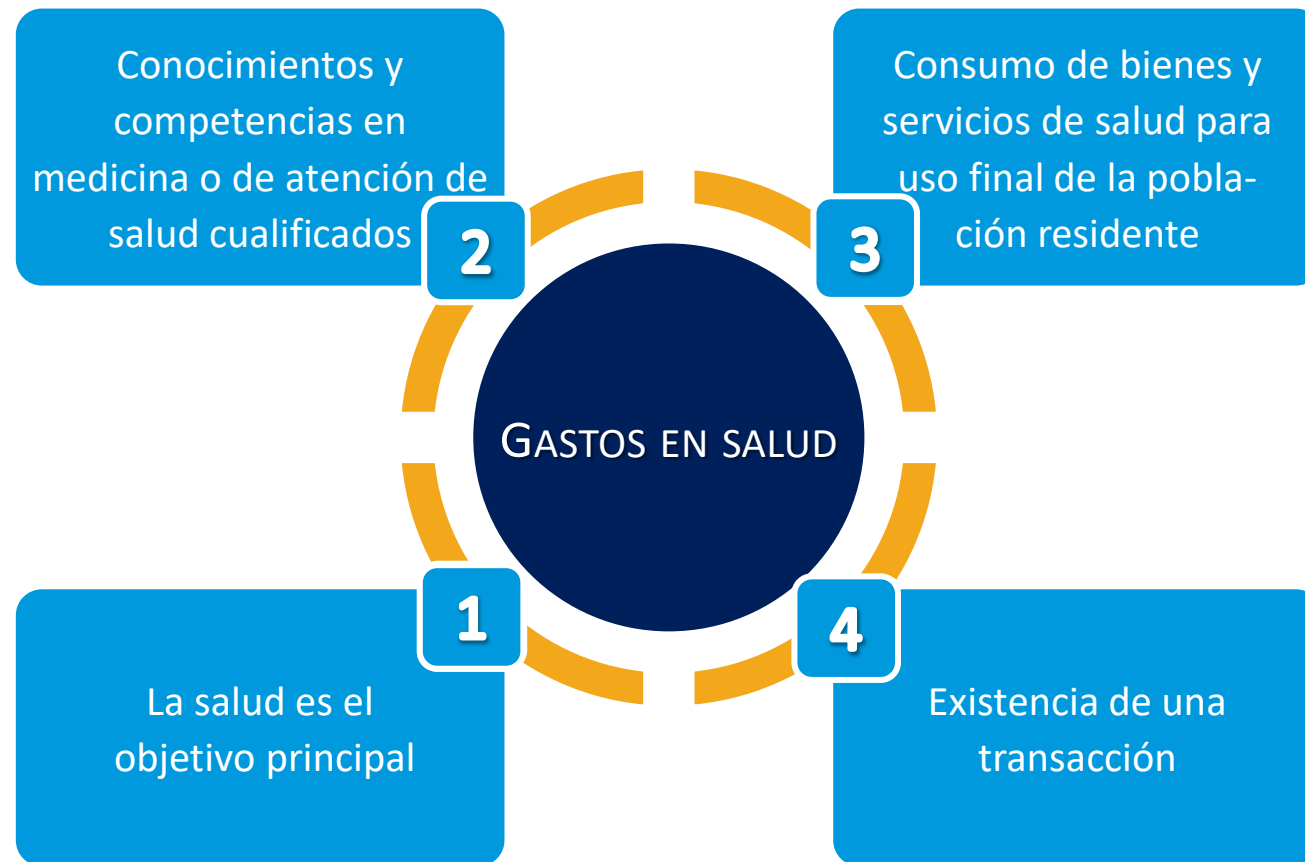 Conocimientos y
competencias en
medicina o de atención de
salud cualificados
2
Consumo de bienes y
servicios de salud para
uso final de la pobla-
ción residente
3
GASTOS EN SALUD
1
La salud es el
objetivo principal
4
Existencia de una
transacción